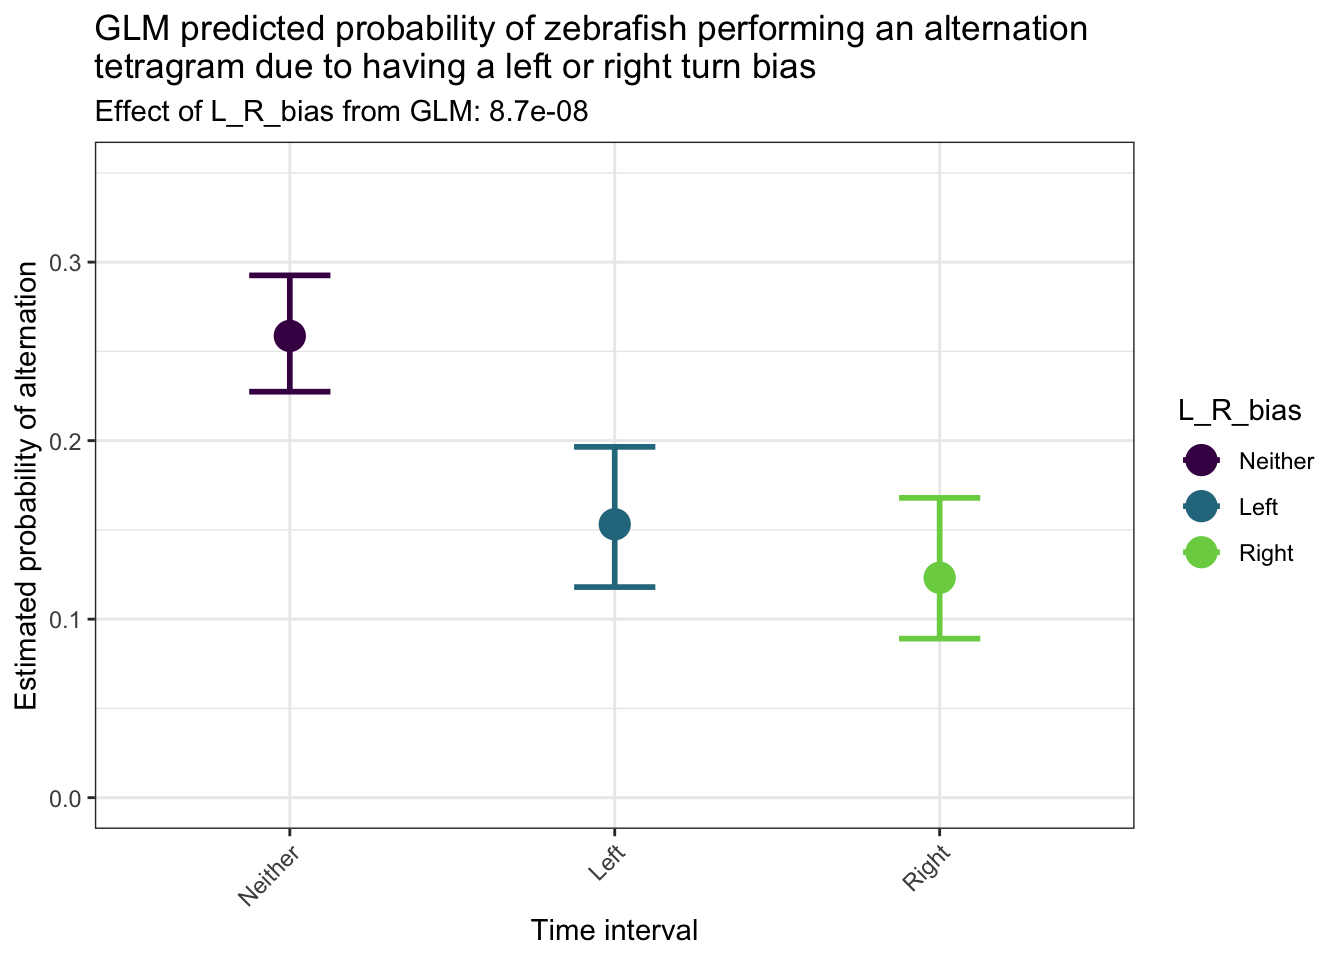 GLM predicted probability of zebrafish performing an alternation
tetragram due to having a left or right turn bias
Effect of L_R_bias from GLM: 8.7e-08
Estimated probability of alternation
0.3
0.2
0.1
0.0
Neither
Left
Right
Time interval
L_R_bias
Neither
Left
Right